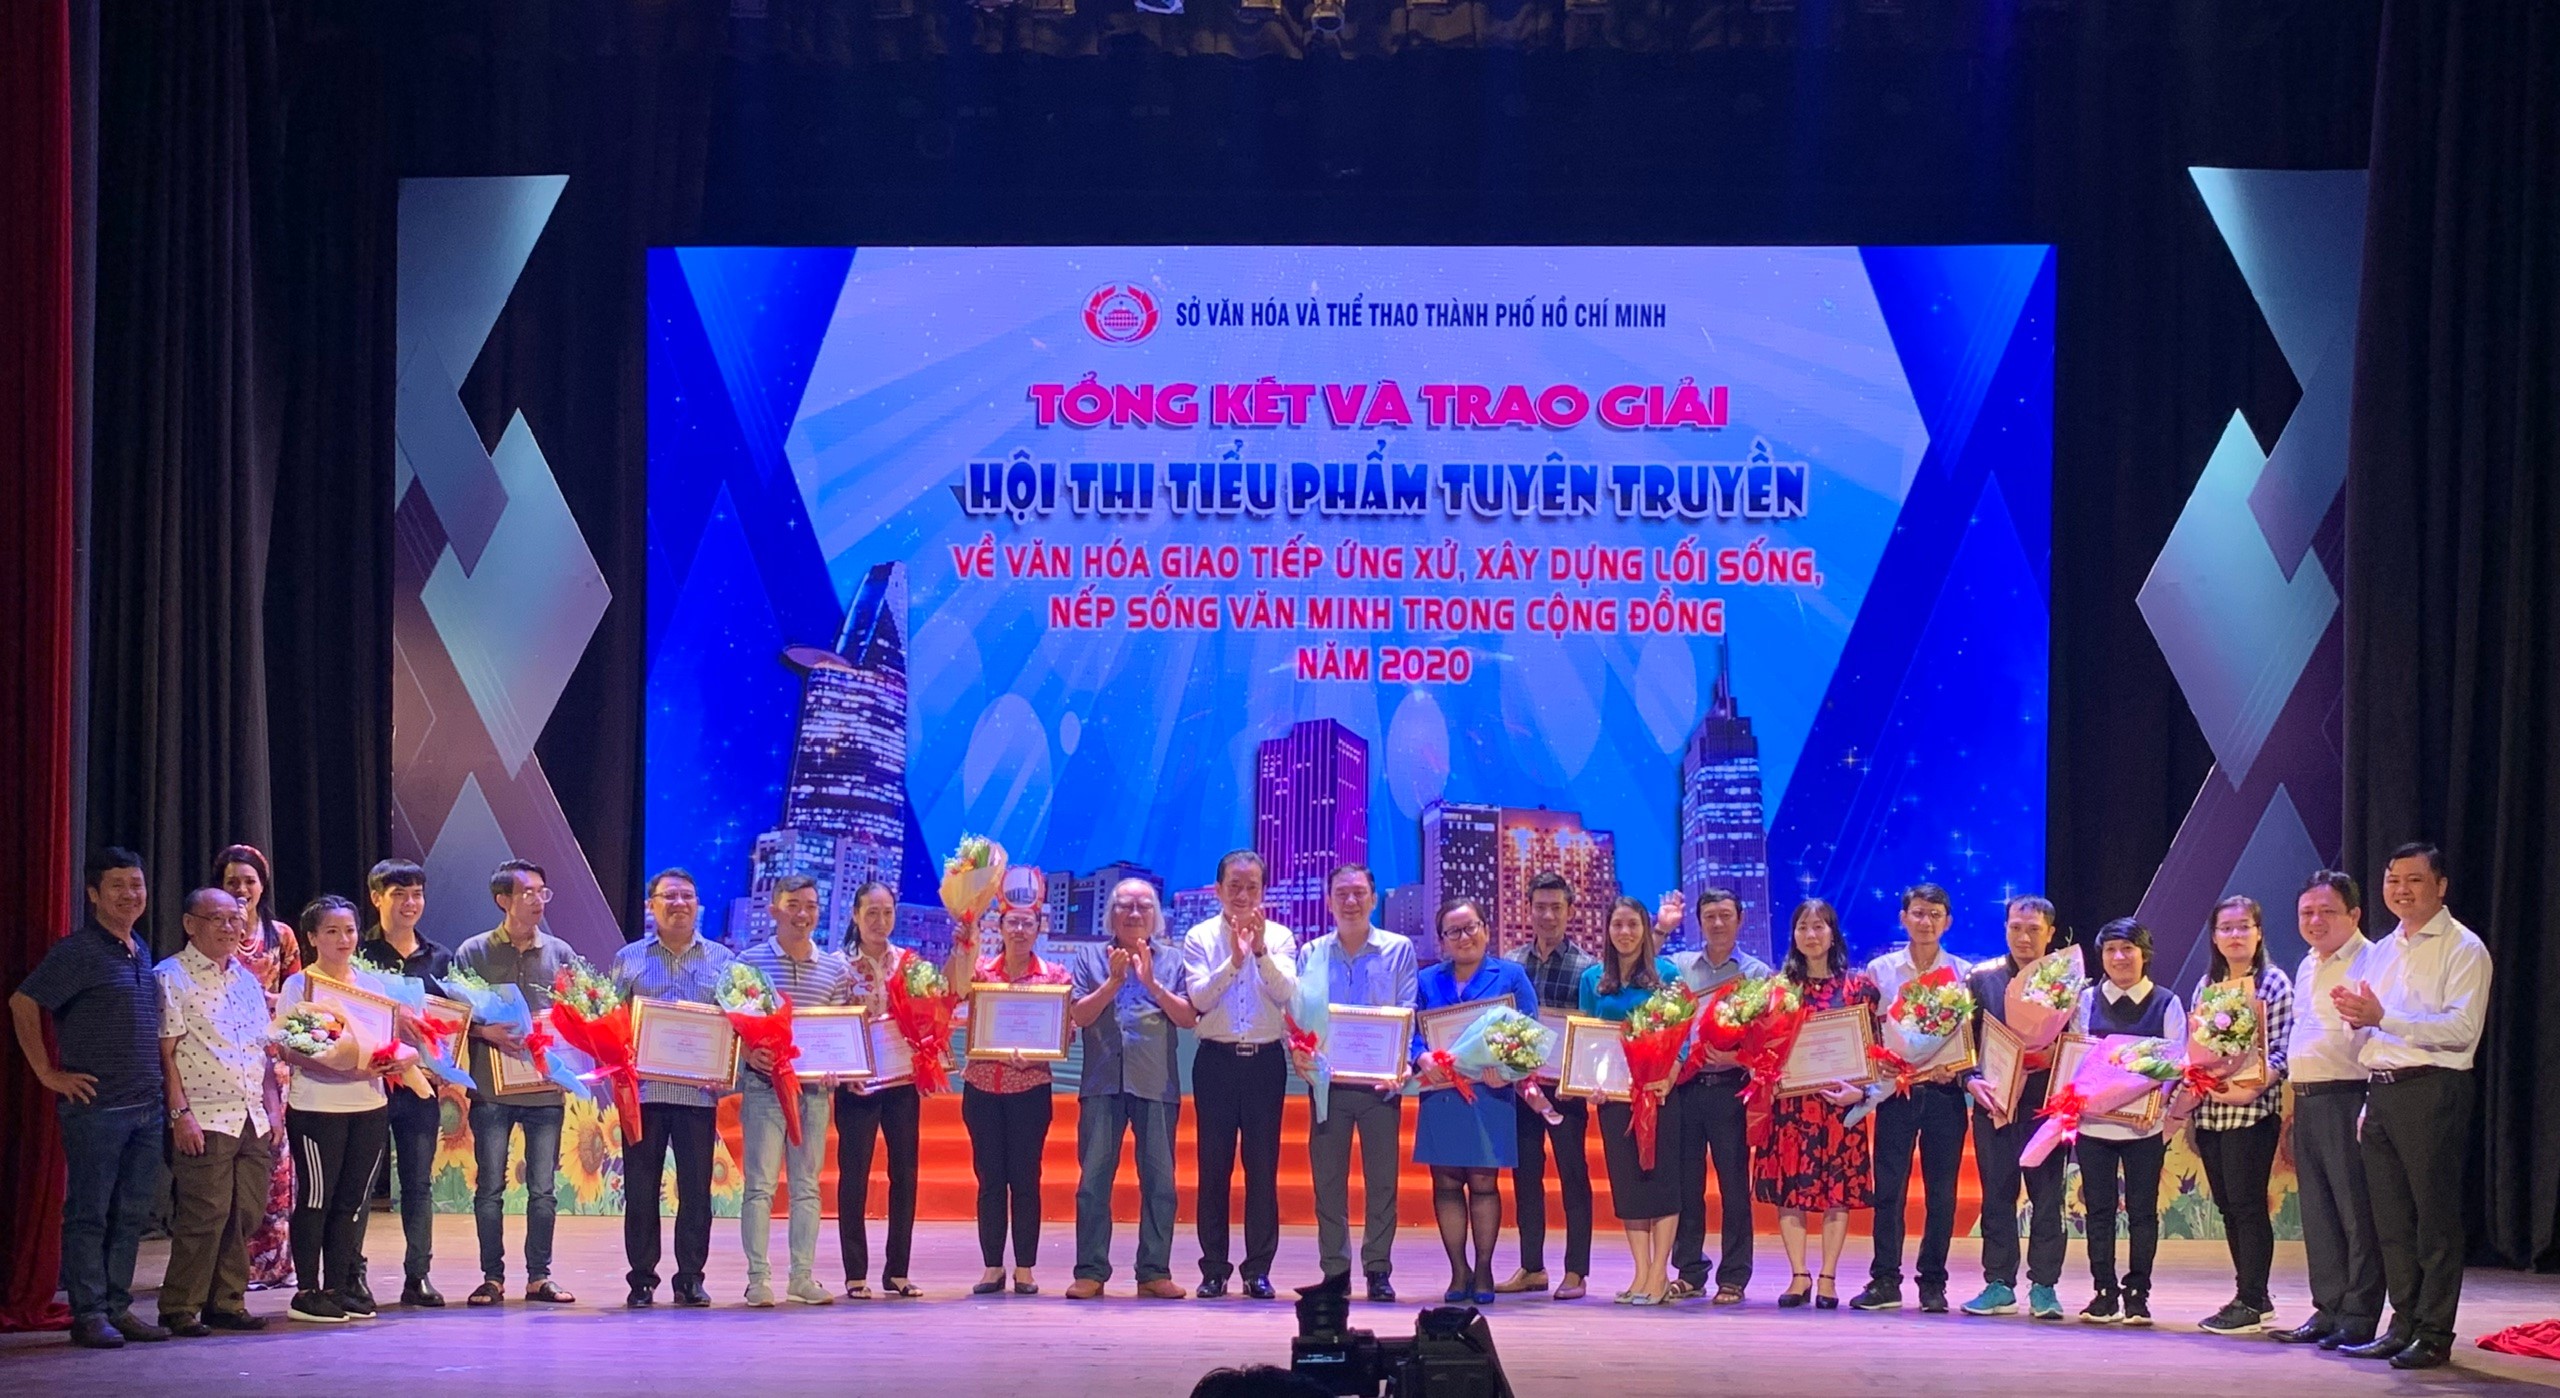 SỞ VĂN HÓA VÀ THỂ THAO THÀNH PHỐ HỒ CHÍ MINH
TỔNG KẾT VÀ TRAO GIẢI
HỘI THI TIỂU PHẨM TUYÊN TRUYỀN
VỀ VĂN HÓA GIAO TIẾP ỨNG XỬ, XÂY DỰNG LỐI SỐNG,
NẾP SỐNG VĂN MINH TRONG CỘNG ĐỒNG
NĂM 2020